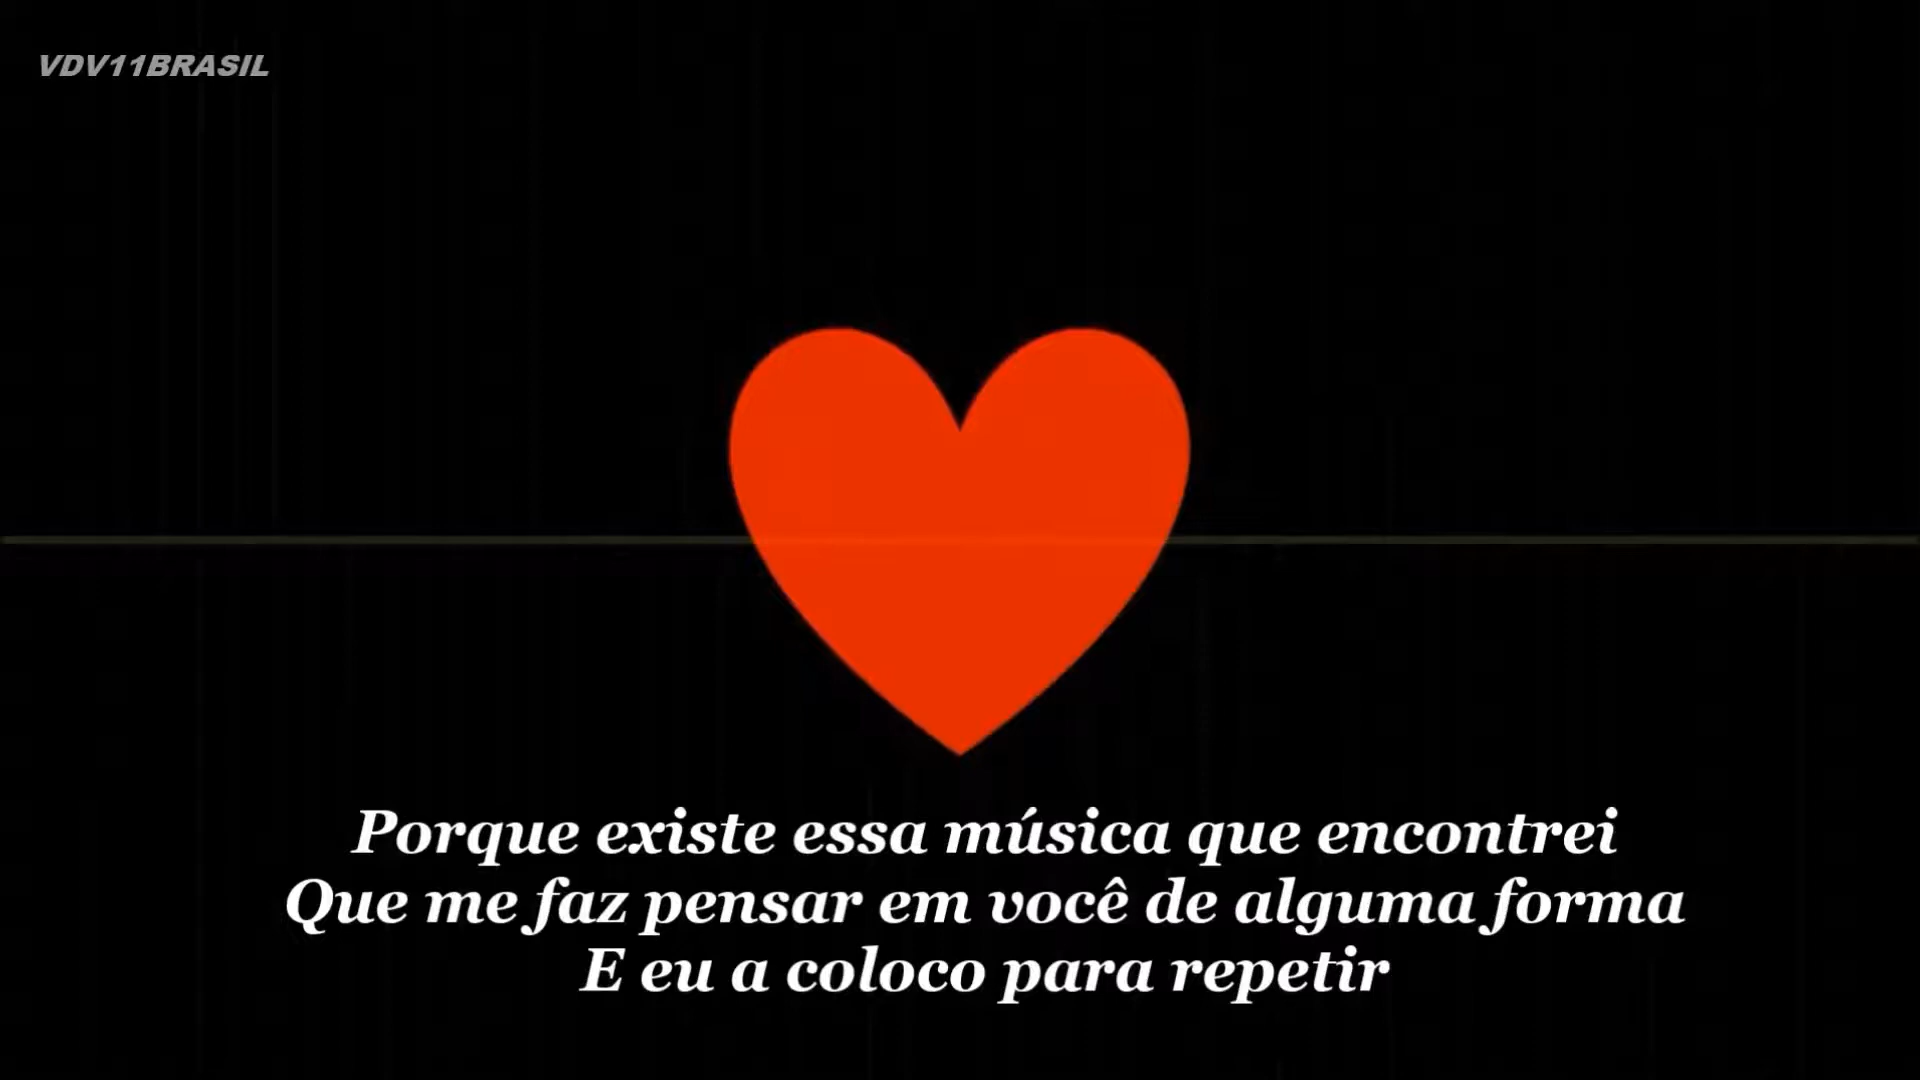 VDV11BRASIL
Porque existe essa música que encontrei
Que me faz pensar em você de alguma forma
E eu a coloco para repetir